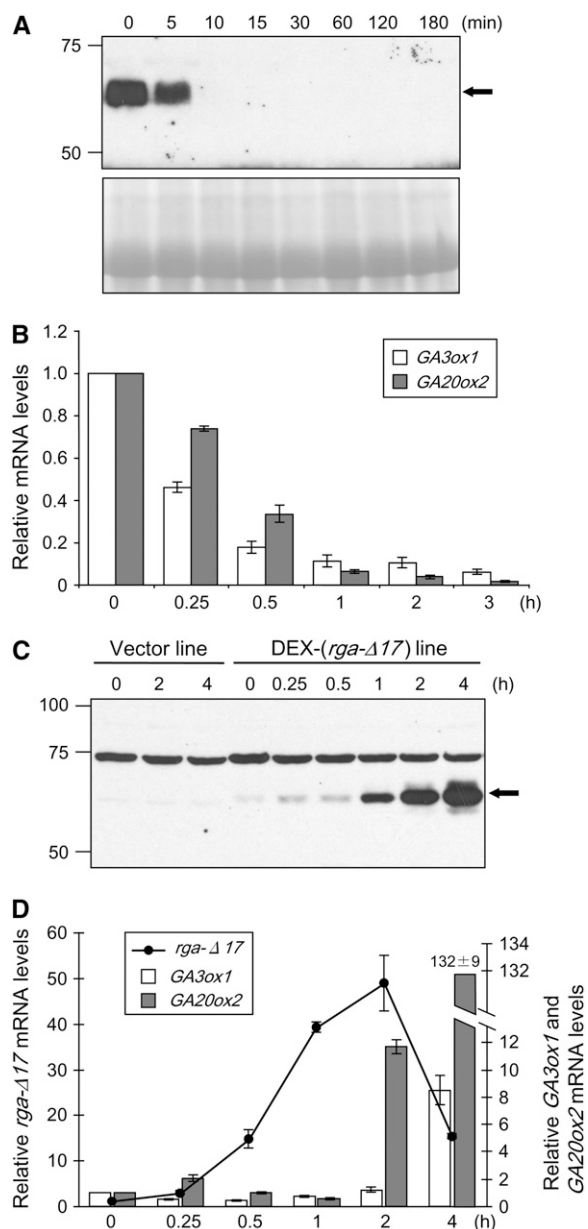 A
0 5 10 15 30 60 120 180 (min)
75
50
B
Relative mRNA levels
1.2
1.0
0.8
0.6
0.4
0.2
0
GA3ox1
GA20ox2
0 0.25 0.5 1 2 3 (h)
C
Vector line DEX-(rga-Δ17) line
0 2 4 0 0.25 0.5 1 2 4 (h)
100
75
50
D
Relative rga-Δ17 mRNA levels
60
50
40
30
20
10
0
rga-Δ17
GA3ox1
GA20ox2
132±9
134
132
12
10
8
6
4
2
0
Relative GA3ox1 and
GA20ox2 mRNA levels
0 0.25 0.5 1 2 4 (h)